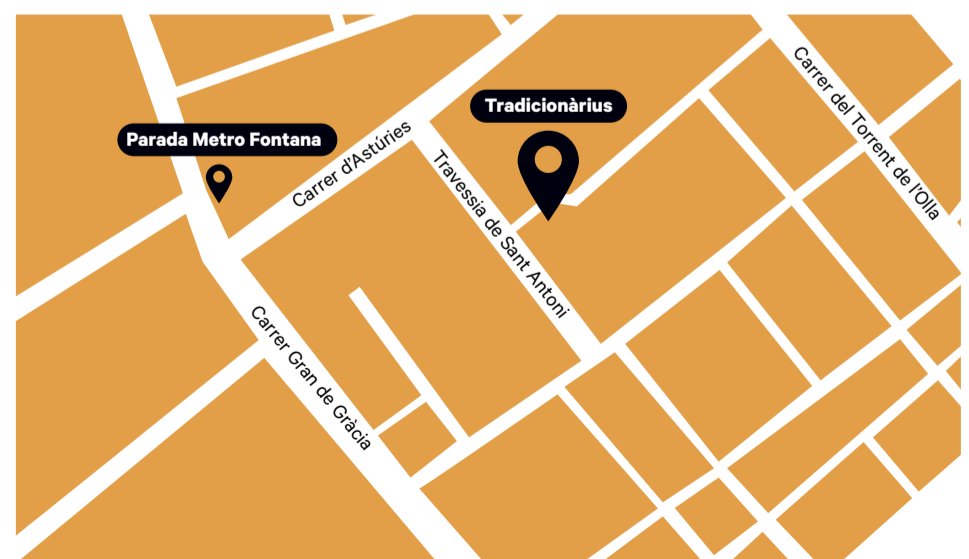 Tradicionàrius
Parada Metro Fontana
Carrer d'Astúries
Travessia de Sant Antoni
Carrer del Torrent de l'Olla
Carrer Gran de Gràcia